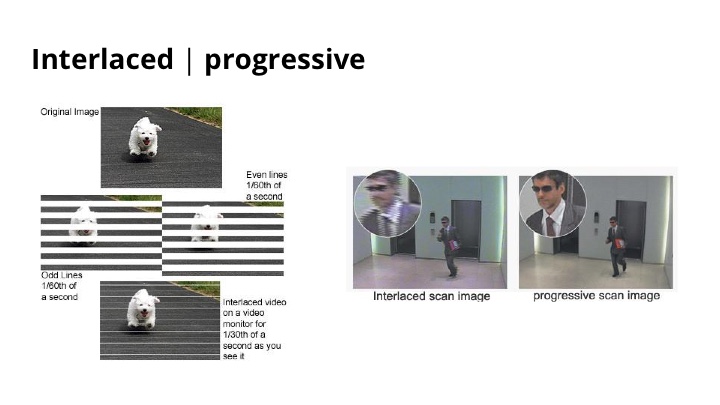 Interlaced | progressive
Original Image
Even lines
1/60th of
a second
Odd Lines
1/60th of
a second
Interlaced video
on a video
monitor for
1/30th of a
second as you
see it
Interlaced scan image
progressive scan image